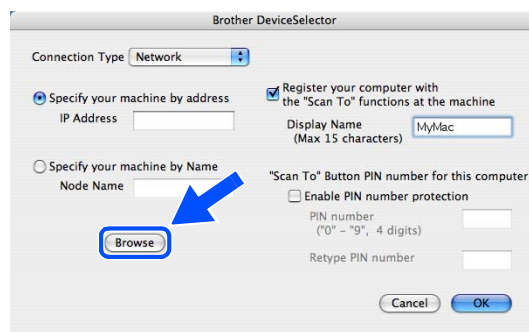 Brother DeviceSelector
Connection Type Network
Specify your machine by address
IP Address
Specify your machine by Name
Node Name
Browse
Register your computer with
the "Scan To" functions at the machine
Display Name MyMac
(Max 15 characters)
"Scan To" Button PIN number for this computer
Enable PIN number protection
PIN number
("0" – "9", 4 digits)
Retype PIN number
Cancel OK